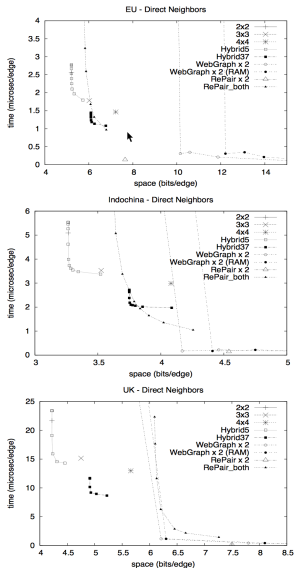 EU - Direct Neighbors
time (microsec/edge)
3.5
3
2.5
2
1.5
1
0.5
0
4
6
8
10
12
14
space (bits/edge)
2x2
3x3
4x4
Hybrid5
Hybrid37
WebGraph x 2
WebGraph x 2 (RAM)
RePair x 2
RePair_both
Indochina - Direct Neighbors
time (microsec/edge)
6
5
4
3
2
1
0
3
3.5
4
4.5
5
space (bits/edge)
2x2
3x3
4x4
Hybrid5
Hybrid37
WebGraph x 2
WebGraph x 2 (RAM)
RePair x 2
RePair_both
UK - Direct Neighbors
time (microsec/edge)
25
20
15
10
5
0
4
4.5
5
5.5
6
6.5
7
7.5
8
8.5
space (bits/edge)
2x2
3x3
4x4
Hybrid5
Hybrid37
WebGraph x 2
WebGraph x 2 (RAM)
RePair x 2
RePair_both